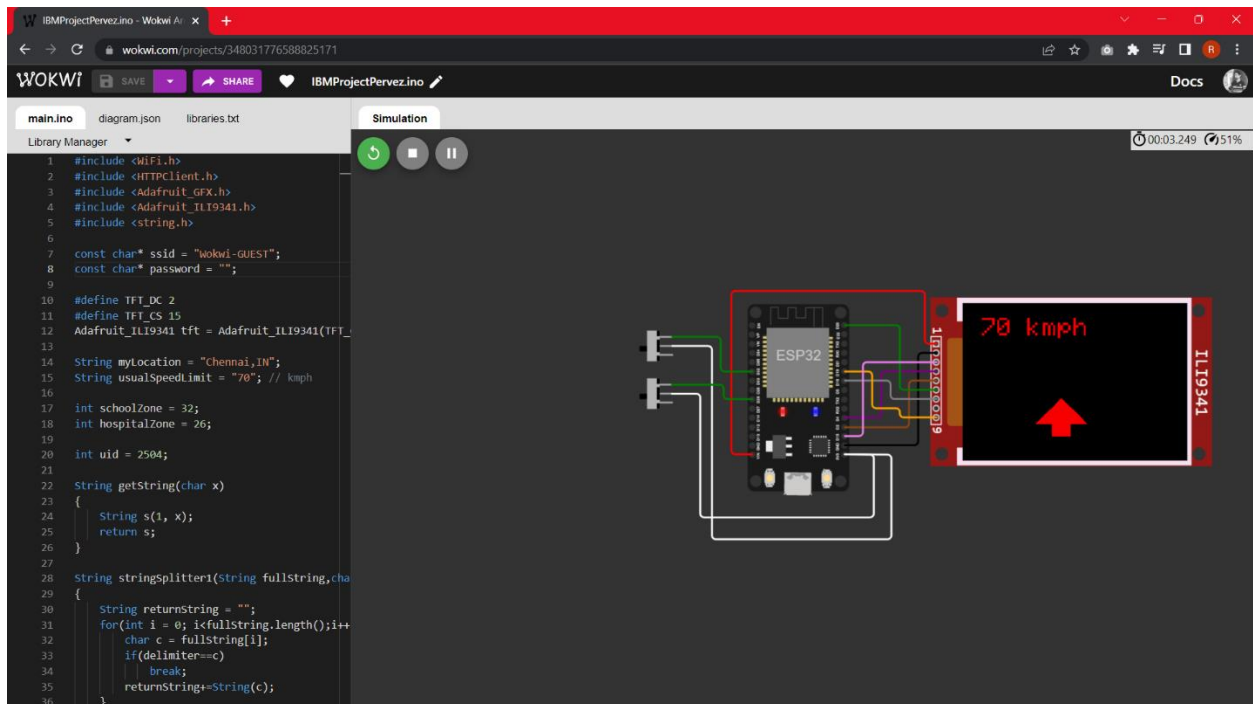 IBMProjectPervez.ino - Wokwi Ar
wokwi.com/projects/348031776588825171
R
WOKWI SAVE SHARE IBMProjectPervez.ino Docs
main.ino diagram.json libraries.txt Simulation
Library Manager
00:03.249 51%
1 #include <WiFi.h>
2 #include <HTTPClient.h>
3 #include <Adafruit_GFX.h>
4 #include <Adafruit_ILI9341.h>
5 #include <string.h>
6
7 const char* ssid = "Wokwi-GUEST";
8 const char* password = "";
9
10 #define TFT_DC 2
11 #define TFT_CS 15
12 Adafruit_ILI9341 tft = Adafruit_ILI9341(TFT_
13
14 String myLocation = "Chennai,IN";
15 String usualSpeedLimit = "70"; // kmph
16
17 int schoolZone = 32;
18 int hospitalZone = 26;
19
20 int uid = 2504;
21
22 String getString(char x)
23 {
24 String s(1, x);
25 return s;
26 }
27
28 String stringSplitter1(String fullString,cha
29 {
30 String returnString = "";
31 for(int i = 0; i<fullString.length();i++
32 char c = fullString[i];
33 if(delimiter==c)
34 break;
35 returnString+=String(c);
36 }
ESP32
1
9
70 kmph
ILI9341